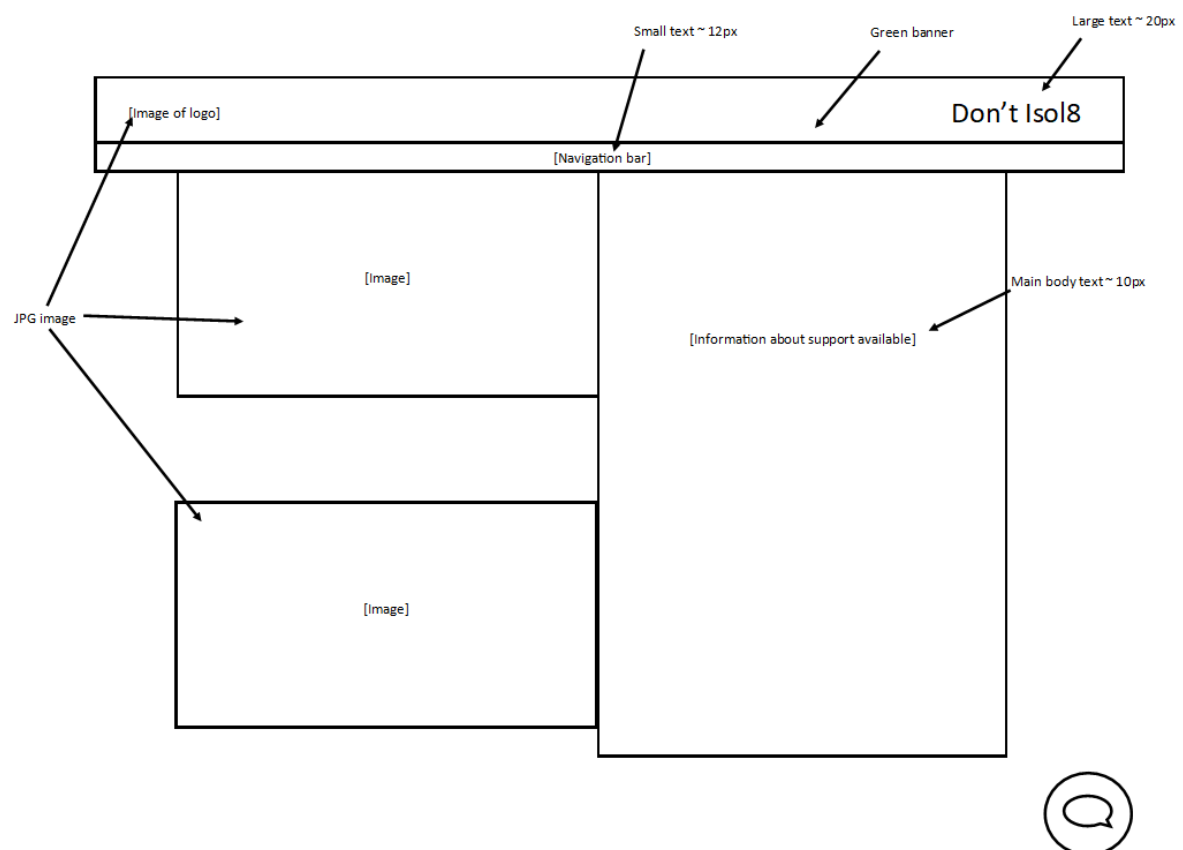 Large text ~ 20px
Small text ~ 12px
Green banner
[Image of logo]
Don’t Isol8
[Navigation bar]
[Image]
Main body text ~ 10px
JPG image
[Information about support available]
[Image]